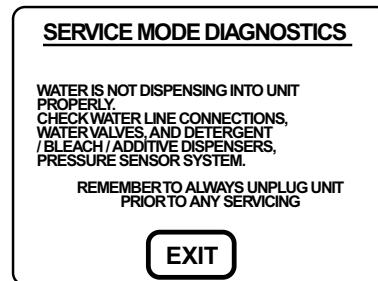 SERVICE MODE DIAGNOSTICS
WATER IS NOT DISPENSING INTO UNIT
PROPERLY.
CHECK WATER LINE CONNECTIONS,
WATER VALVES, AND DETERGENT
/ BLEACH / ADDITIVE DISPENSERS,
PRESSURE SENSOR SYSTEM.
REMEMBER TO ALWAYS UNPLUG UNIT
PRIOR TO ANY SERVICING
EXIT